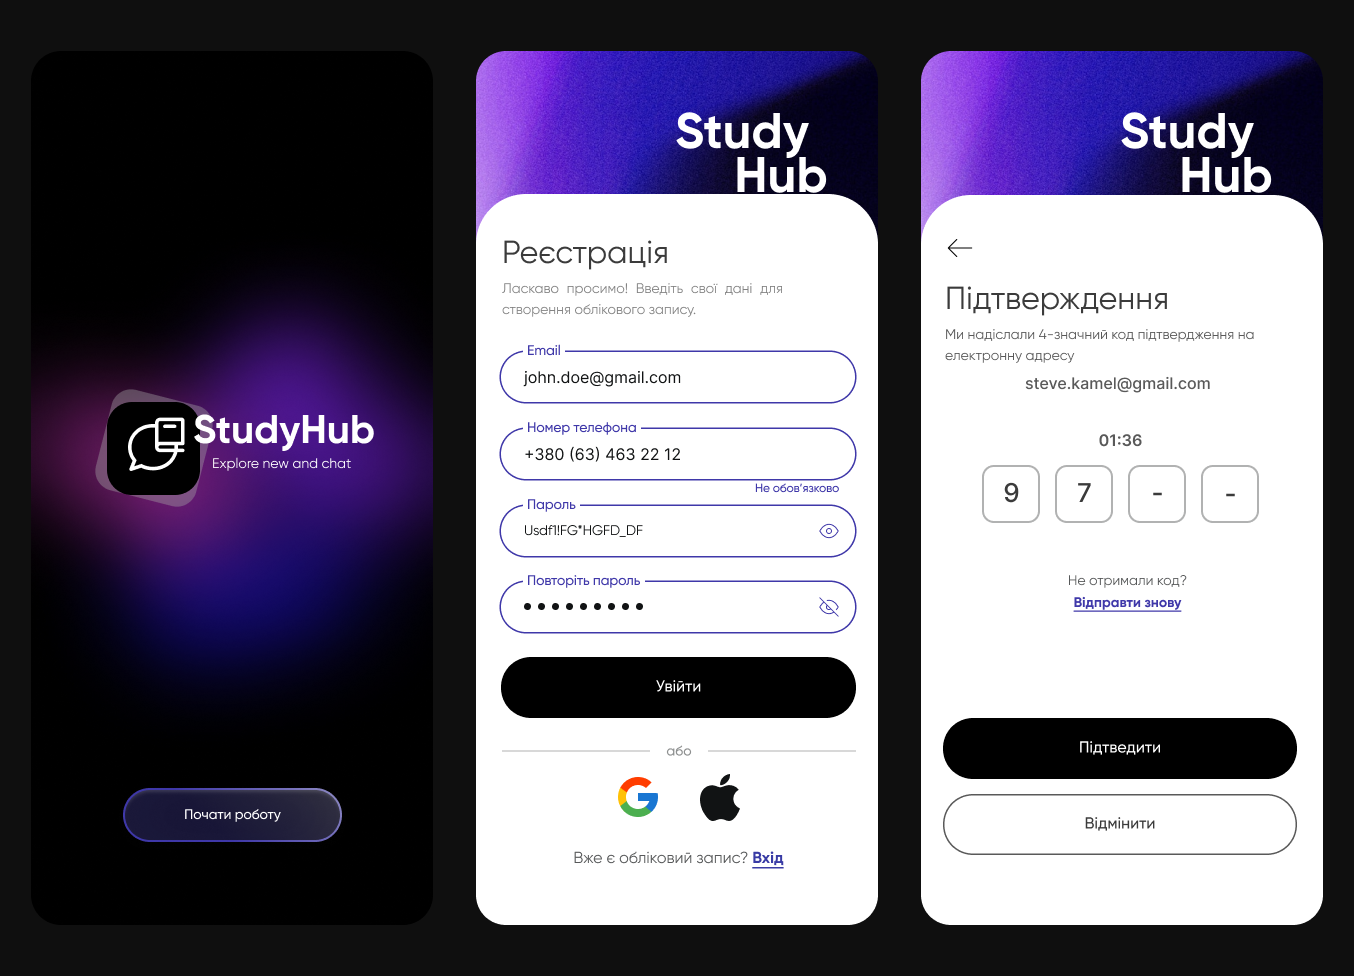 StudyHub
Explore new and chat
Почати роботу
Study
Hub
Реєстрація
Ласкаво просимо! Введіть свої дані для
створення облікового запису.
Email
john.doe@gmail.com
Номер телефона
+380 (63) 463 22 12
Не обов’язково
Пароль
Usdf1!FG*HGFD_DF
Повторіть пароль
Увійти
або
Вже є обліковий запис? Вхід
Study
Hub
Підтверждення
Ми надіслали 4-значний код підтвердження на
електронну адресу
steve.kamel@gmail.com
01:36
9 7 - -
Не отримали код?
Відправти знову
Підтведити
Відмінити